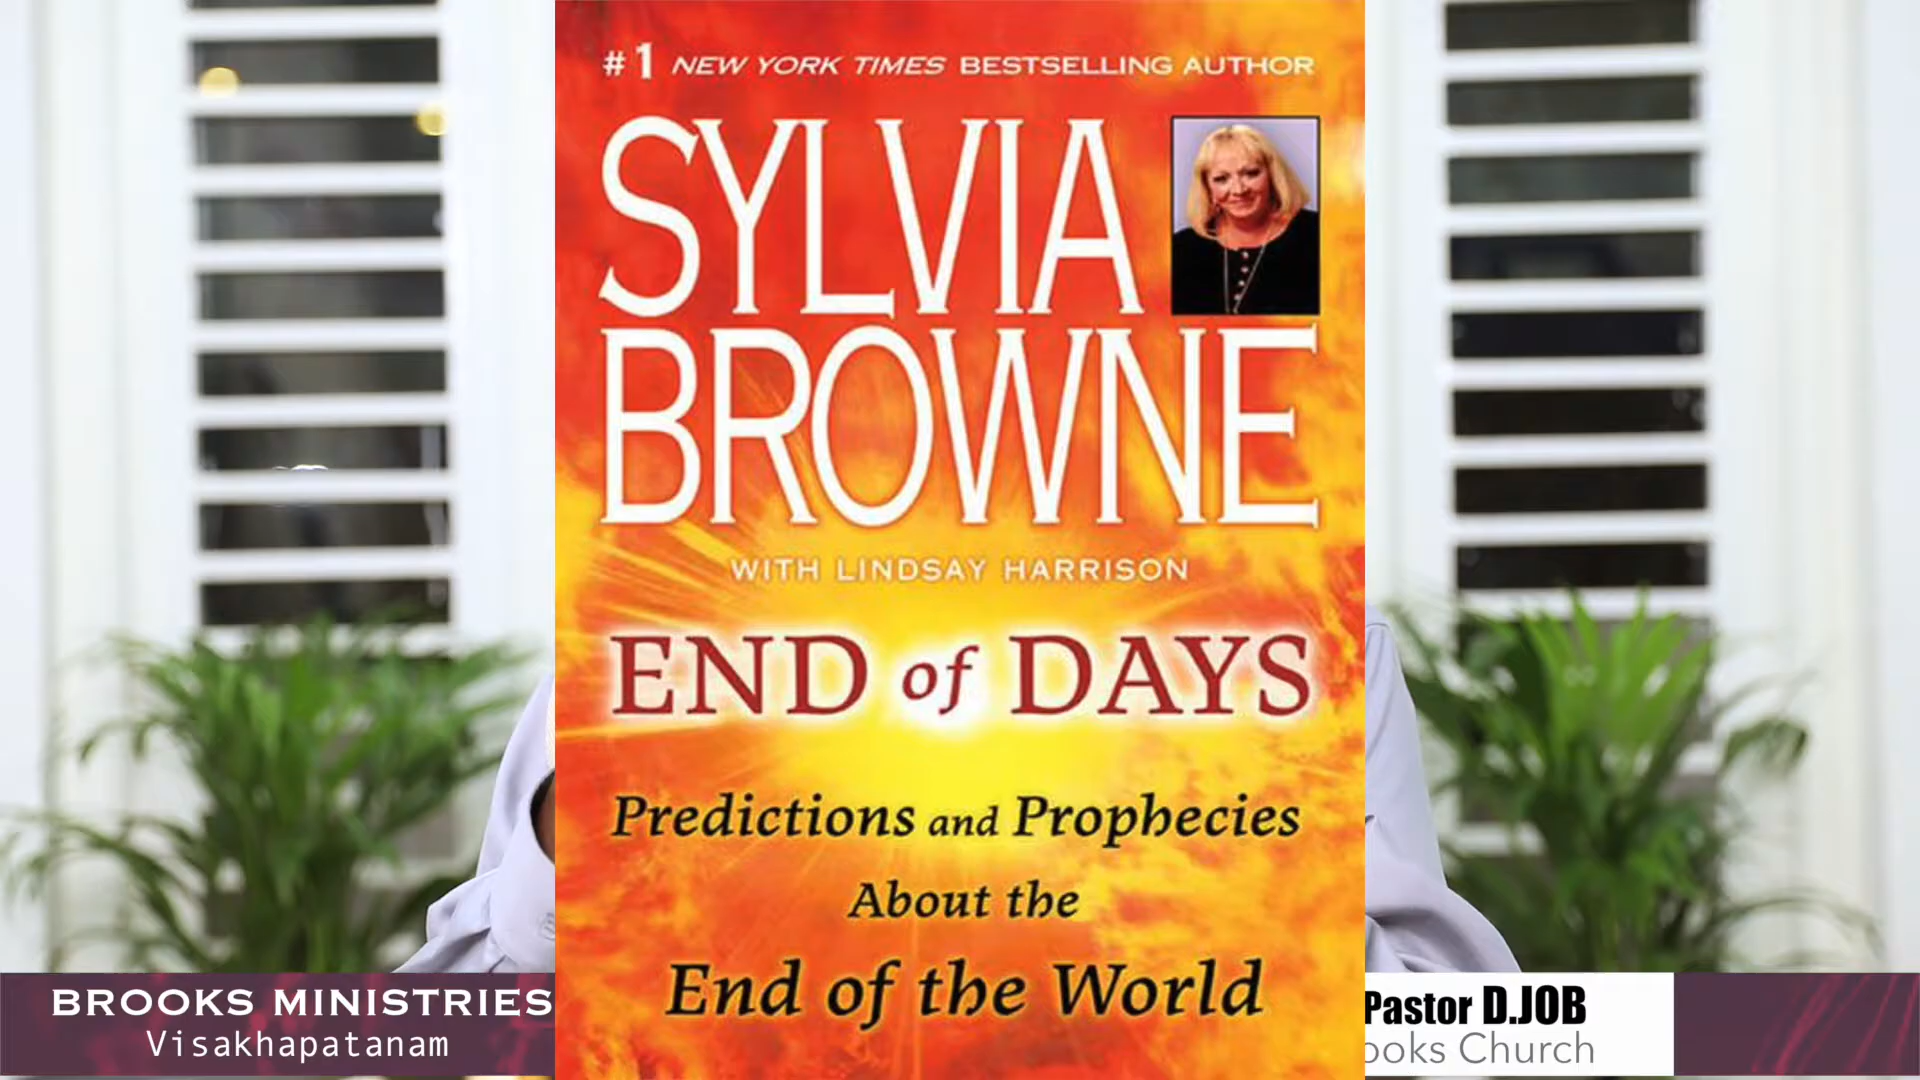 # 1 NEW YORK TIMES BESTSELLING AUTHOR
SYLVIA
BROWNE
WITH LINDSAY HARRISON
END of DAYS
Predictions and Prophecies
About the
End of the World
BROOKS MINISTRIES
Visakhapatanam
Pastor D.JOB
ooks Church